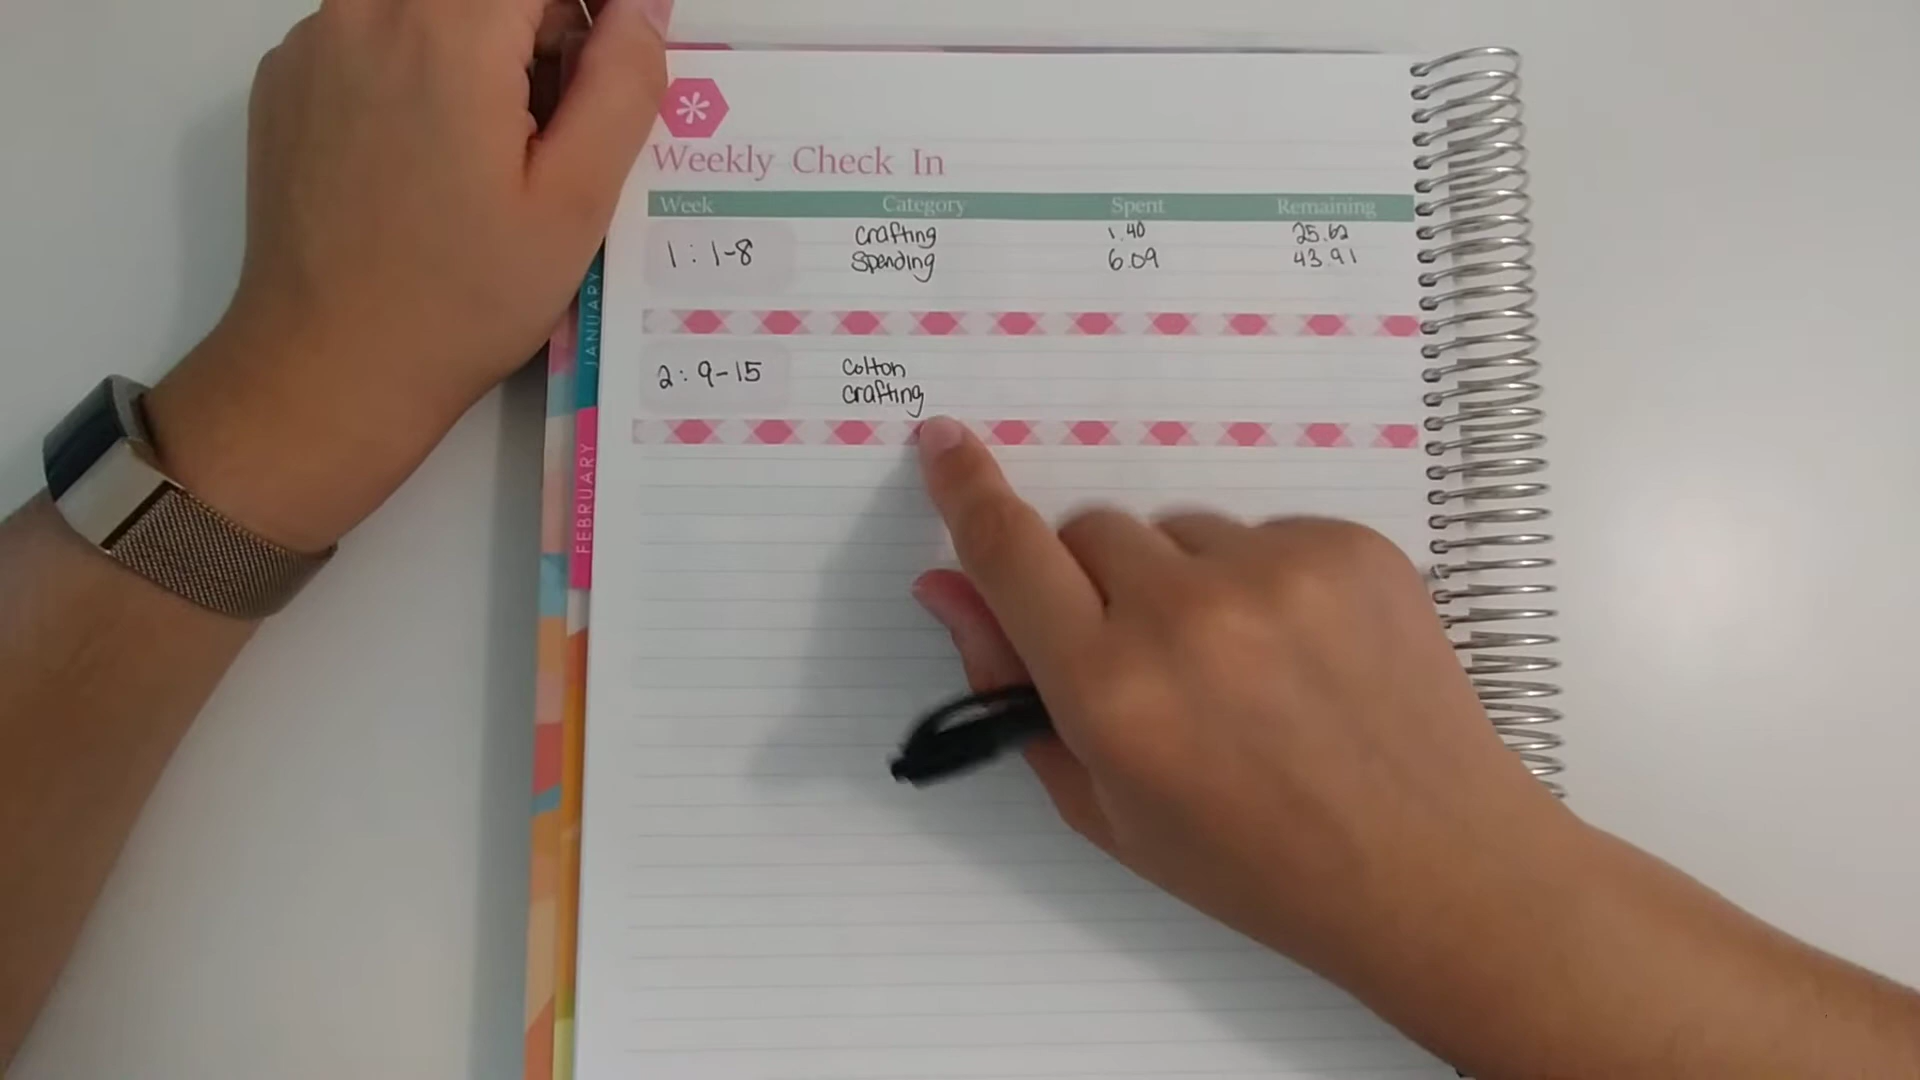 *
Weekly Check In
Week Category Spent Remaining
1 : 1-8 Crafting 1.40 25.62
Spending 6.09 43.91
2 : 9-15 Colton
Crafting
JANUARY
FEBRUARY